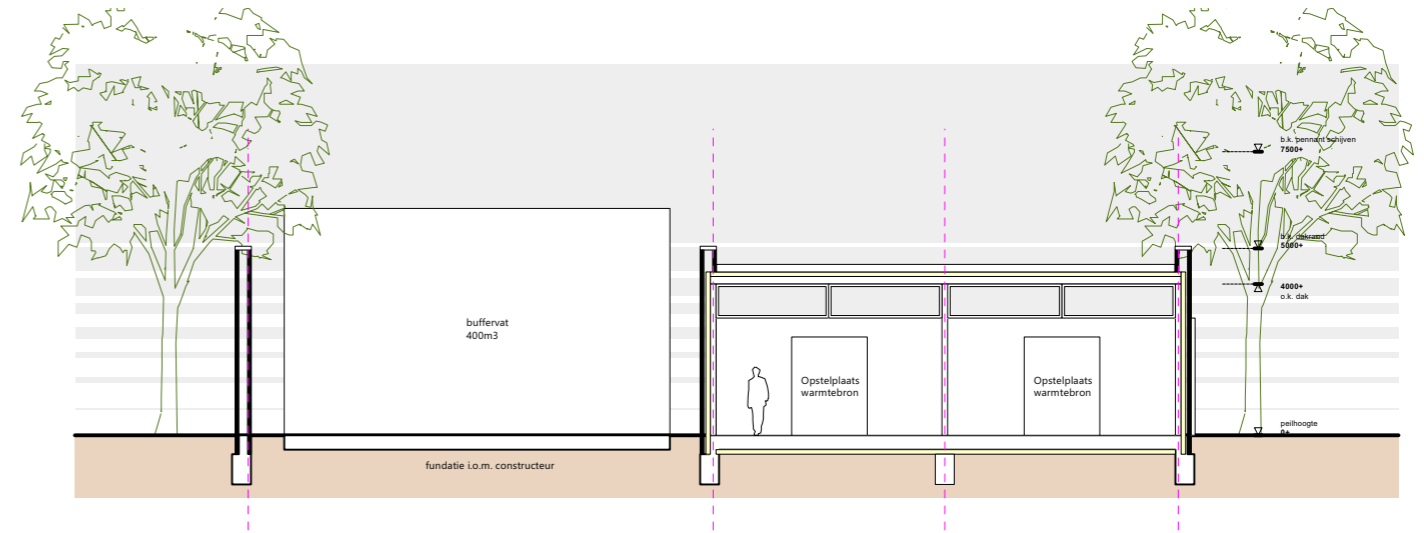 b.k. pennant schijven
7500+
b.k. dakrand
5000+
4000+
o.k. dak
buffervat
400m3
Opstelplaats
warmtebron
Opstelplaats
warmtebron
peilhoogte
0+
fundatie i.o.m. constructeur